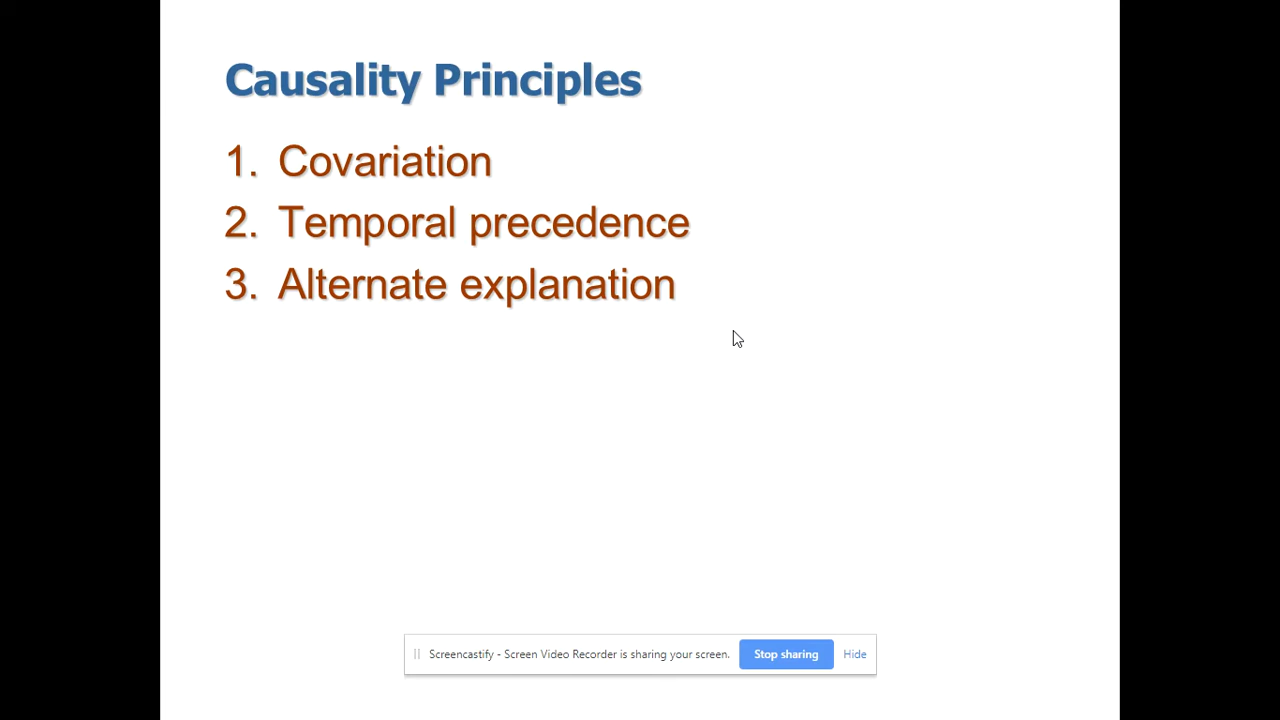 Causality Principles
1. Covariation
2. Temporal precedence
3. Alternate explanation
Screencastify - Screen Video Recorder is sharing your screen. Stop sharing Hide